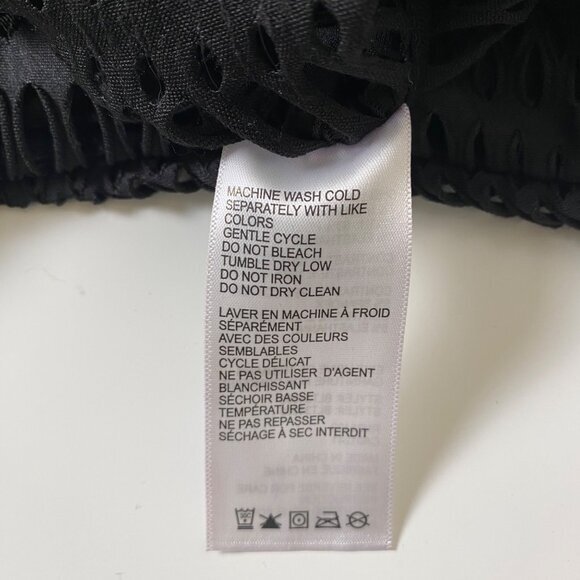 MACHINE WASH COLD
SEPARATELY WITH LIKE
COLORS
GENTLE CYCLE
DO NOT BLEACH
TUMBLE DRY LOW
DO NOT IRON
DO NOT DRY CLEAN
LAVER EN MACHINE À FROID
SÉPARÉMENT
AVEC DES COULEURS
SEMBLABLES
CYCLE DÉLICAT
NE PAS UTILISER D'AGENT
BLANCHISSANT
SÉCHOIR BASSE
TEMPÉRATURE
NE PAS REPASSER
SÉCHAGE À SEC INTERDIT